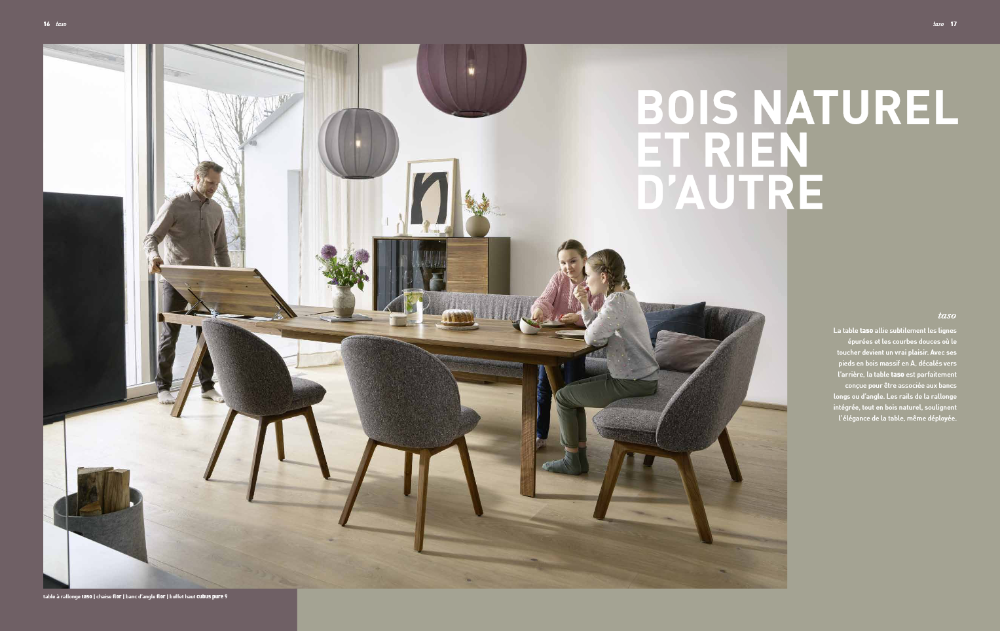 16 taso
taso 17
BOIS NATUREL
ET RIEN
D’AUTRE
taso
La table taso allie subtilement les lignes
épurées et les courbes douces où le
toucher devient un vrai plaisir. Avec ses
pieds en bois massif en A, décalés vers
l’arrière, la table taso est parfaitement
conçue pour être associée aux bancs
longs ou d’angle. Les rails de la rallonge
intégrée, tout en bois naturel, soulignent
l’élégance de la table, même déployée.
table à rallonge taso | chaise flor | banc d’angle flor | buffet haut cubus pure 9